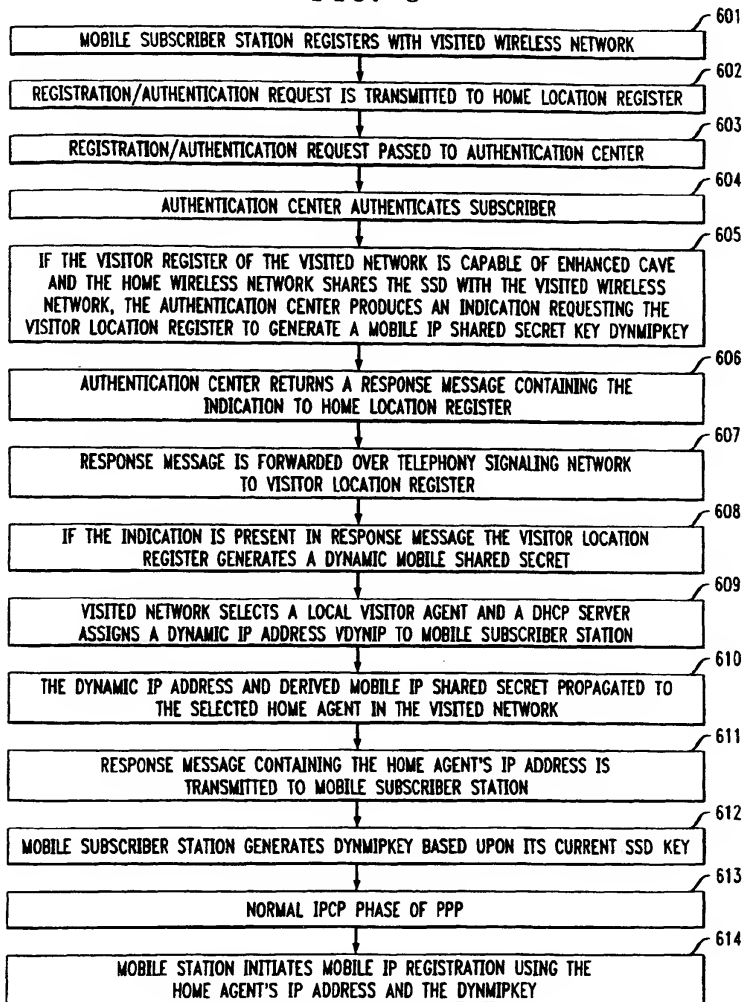 601
MOBILE SUBSCRIBER STATION REGISTERS WITH VISITED WIRELESS NETWORK
602
REGISTRATION/AUTHENTICATION REQUEST IS TRANSMITTED TO HOME LOCATION REGISTER
603
REGISTRATION/AUTHENTICATION REQUEST PASSED TO AUTHENTICATION CENTER
604
AUTHENTICATION CENTER AUTHENTICATES SUBSCRIBER
605
IF THE VISITOR REGISTER OF THE VISITED NETWORK IS CAPABLE OF ENHANCED CAVE
AND THE HOME WIRELESS NETWORK SHARES THE SSD WITH THE VISITED WIRELESS
NETWORK, THE AUTHENTICATION CENTER PRODUCES AN INDICATION REQUESTING THE
VISITOR LOCATION REGISTER TO GENERATE A MOBILE IP SHARED SECRET KEY DYNMIPKEY
606
AUTHENTICATION CENTER RETURNS A RESPONSE MESSAGE CONTAINING THE
INDICATION TO HOME LOCATION REGISTER
607
RESPONSE MESSAGE IS FORWARDED OVER TELEPHONY SIGNALING NETWORK
TO VISITOR LOCATION REGISTER
608
IF THE INDICATION IS PRESENT IN RESPONSE MESSAGE THE VISITOR LOCATION
REGISTER GENERATES A DYNAMIC MOBILE SHARED SECRET
609
VISITED NETWORK SELECTS A LOCAL VISITOR AGENT AND A DHCP SERVER
ASSIGNS A DYNAMIC IP ADDRESS VDYNIP TO MOBILE SUBSCRIBER STATION
610
THE DYNAMIC IP ADDRESS AND DERIVED MOBILE IP SHARED SECRET PROPAGATED TO
THE SELECTED HOME AGENT IN THE VISITED NETWORK
611
RESPONSE MESSAGE CONTAINING THE HOME AGENT'S IP ADDRESS IS
TRANSMITTED TO MOBILE SUBSCRIBER STATION
612
MOBILE SUBSCRIBER STATION GENERATES DYNMIPKEY BASED UPON ITS CURRENT SSD KEY
613
NORMAL IPCP PHASE OF PPP
614
MOBILE STATION INITIATES MOBILE IP REGISTRATION USING THE
HOME AGENT'S IP ADDRESS AND THE DYNMIPKEY